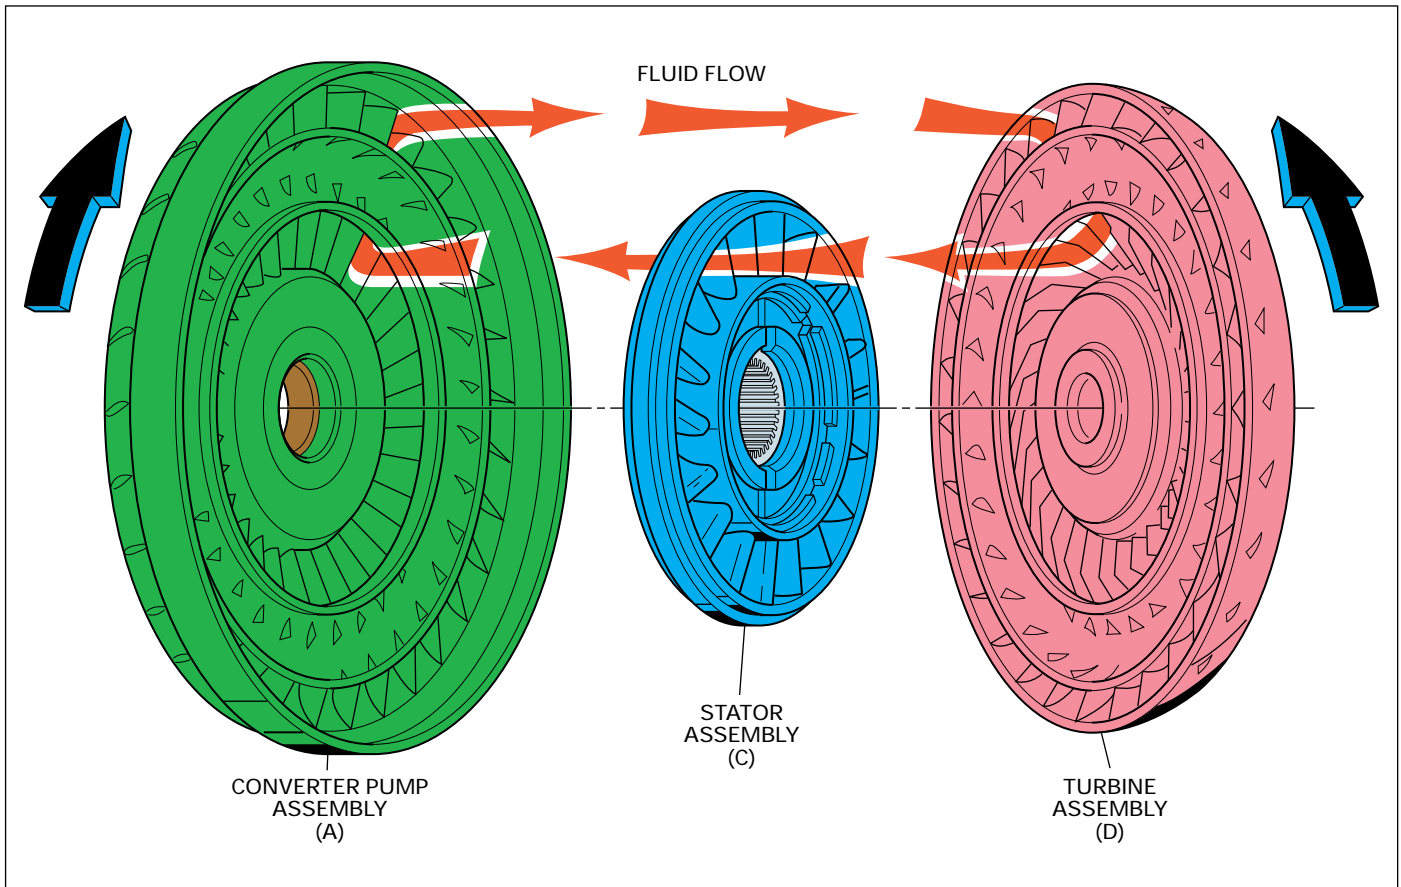 FLUID FLOW
STATOR
ASSEMBLY
(C)
CONVERTER PUMP
ASSEMBLY
(A)
TURBINE
ASSEMBLY
(D)